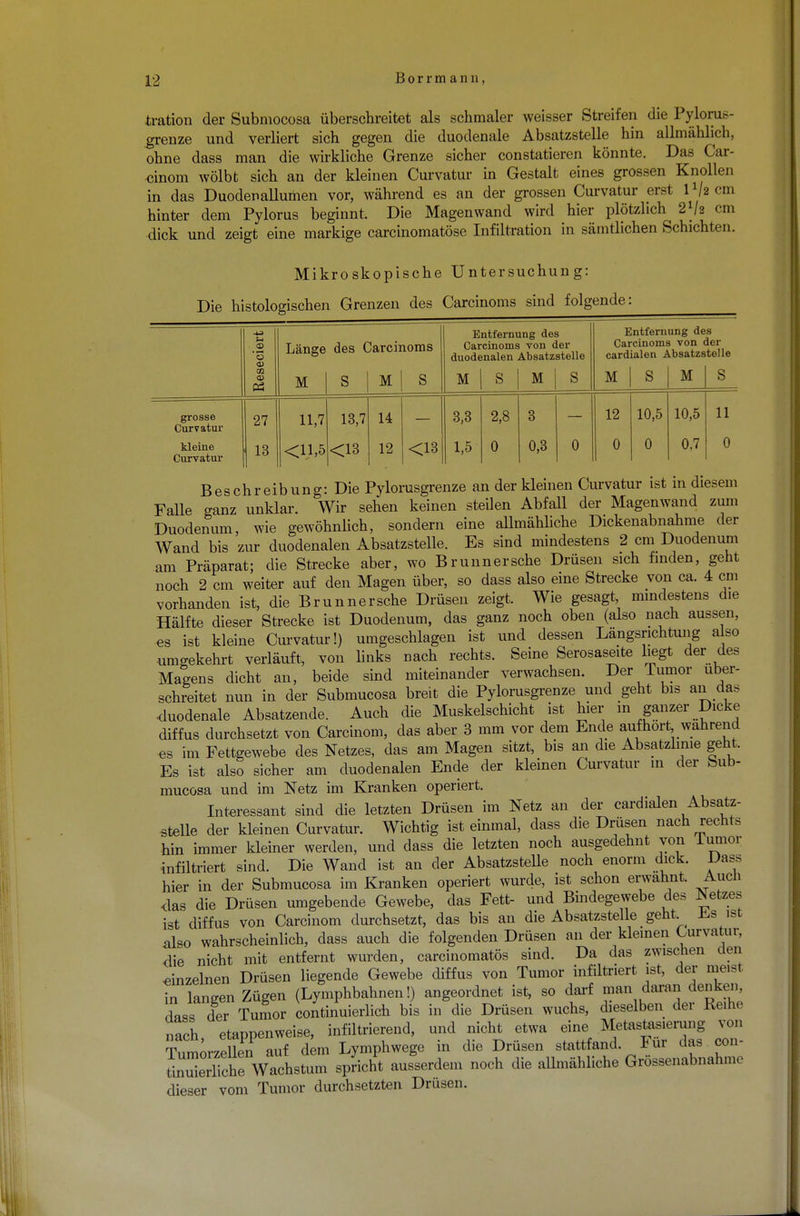 12 Borrmann,
tration der Submocosa überschreitet als schmaler weisser Streifen die Pylorus-
grenze und verliert sich gegen die duodenale Absatzstelle hin allmählich,
ohne dass man die wirkliche Grenze sicher constatieren könnte. Das Car-
cinom wölbt sich an der kleinen Curvatur in Gestalt eines grossen Knollen
in das Duodenallumen vor, während es an der grossen Curvatur erst 1 1/2 cm
hinter dem Pylorus beginnt. Die Magenwand wird hier plötzlich 2 1/2 cm
dick und zeigt eine markige carcinomatöse Infiltration in sämtlichen Schichten.
Mikroskopische Untersuchung:
Die histologischen Grenzen des Carcinoms sind folgende:
Reseciert | Länge des Carcinoms | Entfernung des Carcinoms von der duodenalen Absatzstelle | Entfernung des Carcinoms von der cardialen Absatzstelle
M | S | M | S | M | S | M | S | M | S | M | S
grosse Curvatur | 27 | 11,7 | 13,7 | 14 | — | 3,3 | 2,8 | 3 | — | 12 | 10,5 | 10,5 | 11
kleine Curvatur | 13 | <11,5 | <13 | 12 | <13 | 1,5 | 0 | 0,3 | 0 | 0 | 0 | 0,7 | 0
Beschreibung: Die Pylorusgrenze an der kleinen Curvatur ist in diesem
Falle ganz unklar. Wir sehen keinen steilen Abfall der Magenwand zum
Duodenum, wie gewöhnlich, sondern eine allmähliche Dickenabnahme der
Wand bis zur duodenalen Absatzstelle. Es sind mindestens 2 cm Duodenum
am Präparat; die Strecke aber, wo Brunnersche Drüsen sich finden, geht
noch 2 cm weiter auf den Magen über, so dass also eine Strecke von ca. 4 cm
vorhanden ist, die Brunnersche Drüsen zeigt. Wie gesagt, mindestens die
Hälfte dieser Strecke ist Duodenum, das ganz noch oben (also nach aussen,
es ist kleine Curvatur!) umgeschlagen ist und dessen Längsrichtung also
umgekehrt verläuft, von links nach rechts. Seine Serosaseite liegt der des
Magens dicht an, beide sind miteinander verwachsen. Der Tumor über-
schreitet nun in der Submucosa breit die Pylorusgrenze und geht bis an das
duodenale Absatzende. Auch die Muskelschicht ist hier in ganzer Dicke
diffus durchsetzt von Carcinom, das aber 3 mm vor dem Ende aufhört, während
es im Fettgewebe des Netzes, das am Magen sitzt, bis an die Absatzlinie geht.
Es ist also sicher am duodenalen Ende der kleinen Curvatur in der Sub-
mucosa und im Netz im Kranken operiert.
Interessant sind die letzten Drüsen im Netz an der cardialen Absatz-
stelle der kleinen Curvatur. Wichtig ist einmal, dass die Drüsen nach rechts
hin immer kleiner werden, und dass die letzten noch ausgedehnt von Tumor
infiltriert sind. Die Wand ist an der Absatzstelle noch enorm dick. Dass
hier in der Submucosa im Kranken operiert wurde, ist schon erwähnt. Auch
das die Drüsen umgebende Gewebe, das Fett- und Bindegewebe des Netzes
ist diffus von Carcinom durchsetzt, das bis an die Absatzstelle geht. Es ist
also wahrscheinlich, dass auch die folgenden Drüsen an der kleinen Curvatur,
die nicht mit entfernt wurden, carcinomatös sind. Da das zwischen den
einzelnen Drüsen liegende Gewebe diffus von Tumor infiltriert ist, der meist
in langen Zügen (Lymphbahnen!) angeordnet ist, so darf man daran denken,
dass der Tumor continuierlich bis in die Drüsen wuchs, dieselben der Reihe
nach, etappenweise, infiltrierend, und nicht etwa eine Metastasierung von
Tumorzellen auf dem Lymphwege in die Drüsen stattfand. Für das con-
tinuierliche Wachstum spricht ausserdem noch die allmähliche Grössenabnahme
dieser vom Tumor durchsetzten Drüsen.